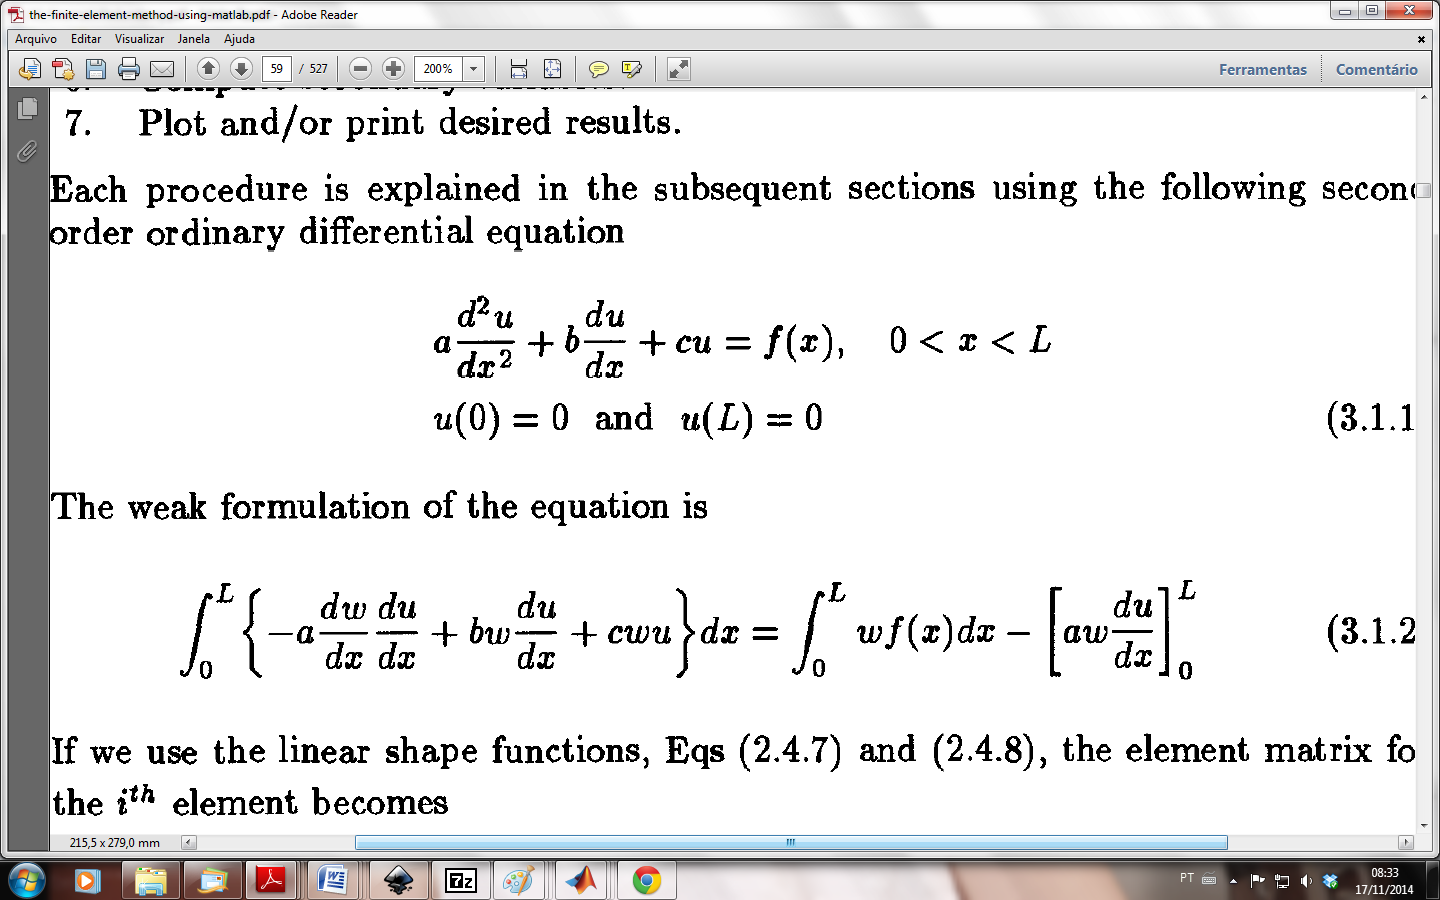 the-finite-element-method-using-matlab.pdf - Adobe Reader
Arquivo Editar Visualizar Janela Ajuda
59 / 527 200% Ferramentas Comentário
7. Plot and/or print desired results.
Each procedure is explained in the subsequent sections using the following secon
order ordinary differential equation
a d²u/dx² + b du/dx + cu = f(x), 0 < x < L
u(0) = 0 and u(L) = 0 (3.1.1
The weak formulation of the equation is
∫₀ᴸ { −a dw/dx du/dx + bw du/dx + cwu } dx = ∫₀ᴸ wf(x)dx − [ aw du/dx ]₀ᴸ (3.1.2
If we use the linear shape functions, Eqs (2.4.7) and (2.4.8), the element matrix fo
the iᵗʰ element becomes
215,5 x 279,0 mm
7z
PT 08:33
17/11/2014